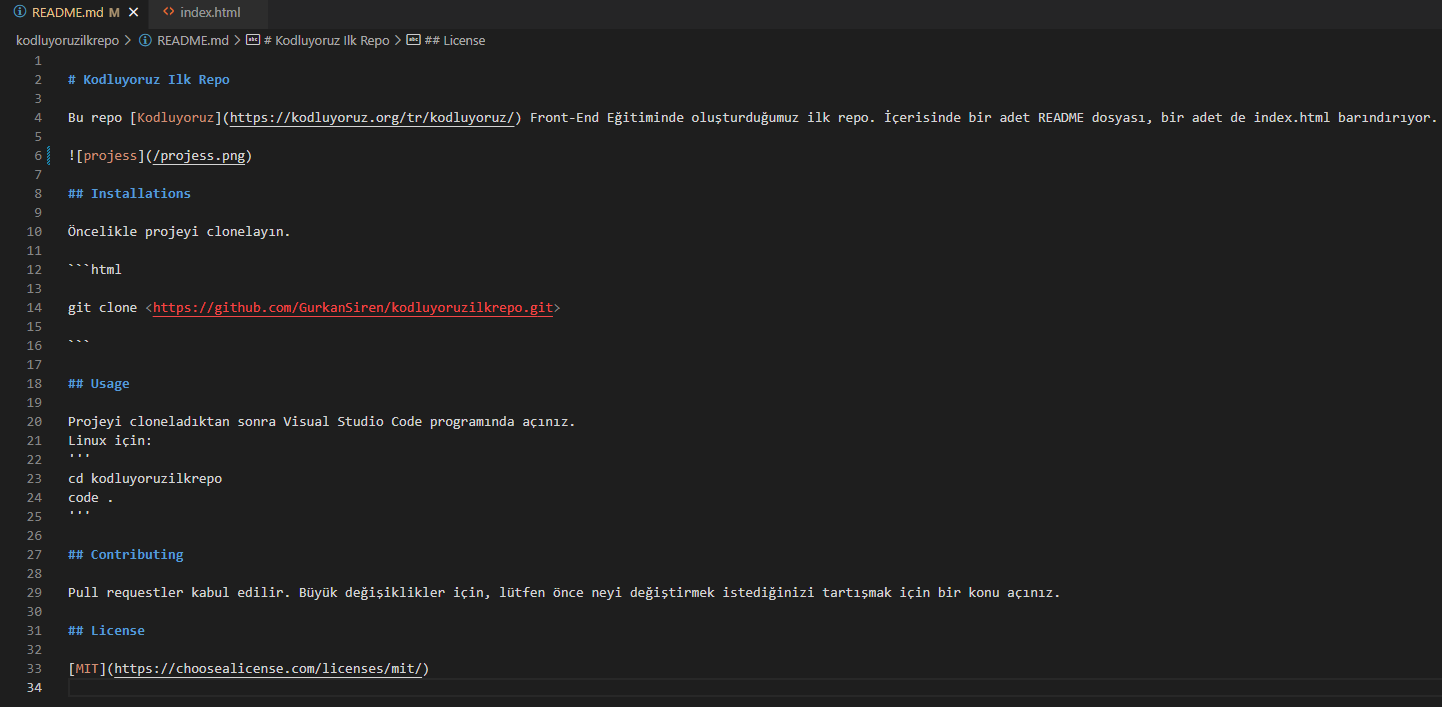 README.md M
index.html
kodluyoruzilkrepo > README.md > # Kodluyoruz Ilk Repo > ## License
1
2 # Kodluyoruz Ilk Repo
3
4 Bu repo [Kodluyoruz](https://kodluyoruz.org/tr/kodluyoruz/) Front-End Eğitiminde oluşturduğumuz ilk repo. İçerisinde bir adet README dosyası, bir adet de index.html barındırıyor.
5
6 ![projess](/projess.png)
7
8 ## Installations
9
10 Öncelikle projeyi clonelayın.
11
12 ```html
13
14 git clone <https://github.com/GurkanSiren/kodluyoruzilkrepo.git>
15
16 ```
17
18 ## Usage
19
20 Projeyi cloneladıktan sonra Visual Studio Code programında açınız.
21 Linux için:
22 '''
23 cd kodluyoruzilkrepo
24 code .
25 '''
26
27 ## Contributing
28
29 Pull requestler kabul edilir. Büyük değişiklikler için, lütfen önce neyi değiştirmek istediğinizi tartışmak için bir konu açınız.
30
31 ## License
32
33 [MIT](https://choosealicense.com/licenses/mit/)
34